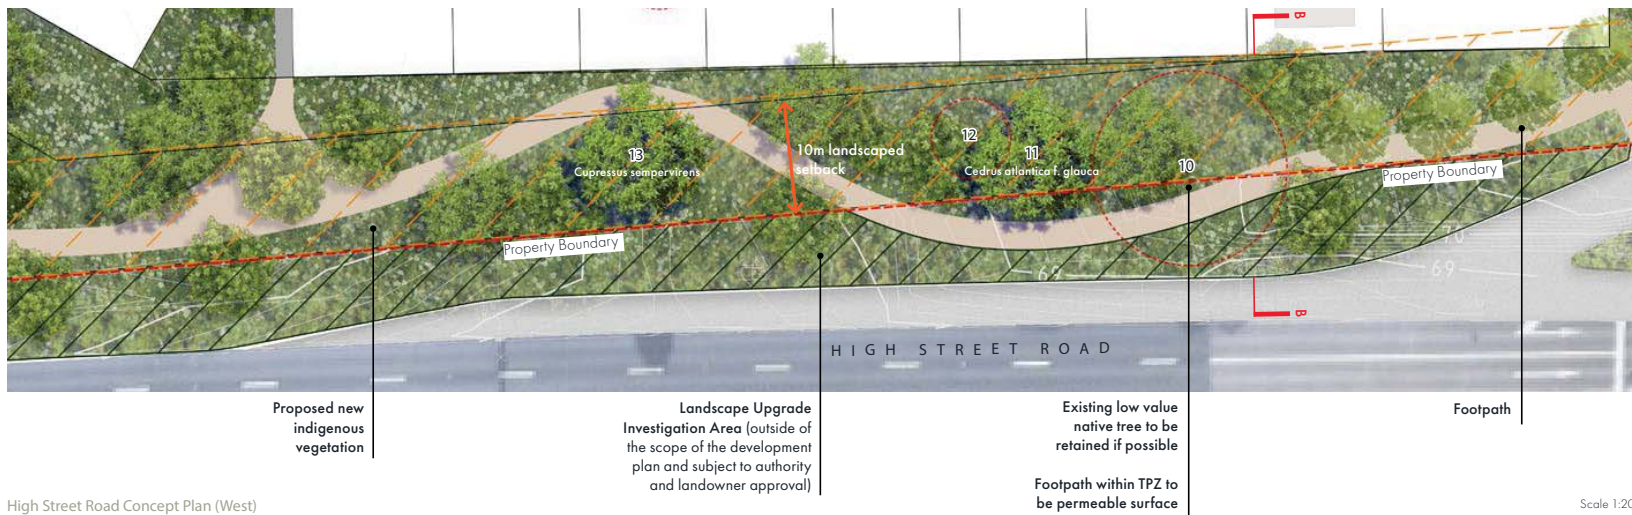 B
13
Cupressus sempervirens
10m landscaped
setback
12
11
Cedrus atlantica f. glauca
10
Property Boundary
Property Boundary
69
70
69
B
HIGH STREET ROAD
Proposed new
indigenous
vegetation
Landscape Upgrade
Investigation Area (outside of
the scope of the development
plan and subject to authority
and landowner approval)
Existing low value
native tree to be
retained if possible
Footpath within TPZ to
be permeable surface
Footpath
High Street Road Concept Plan (West)
Scale 1:20